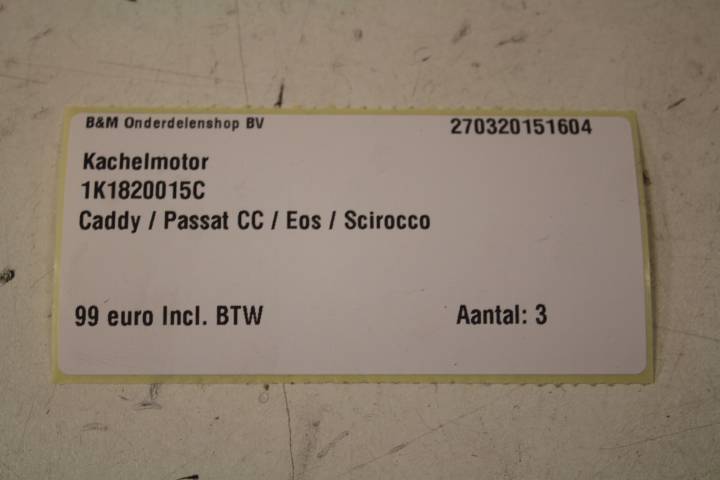 B&M Onderdelenshop BV 270320151604
Kachelmotor
1K1820015C
Caddy / Passat CC / Eos / Scirocco
99 euro Incl. BTW Aantal: 3